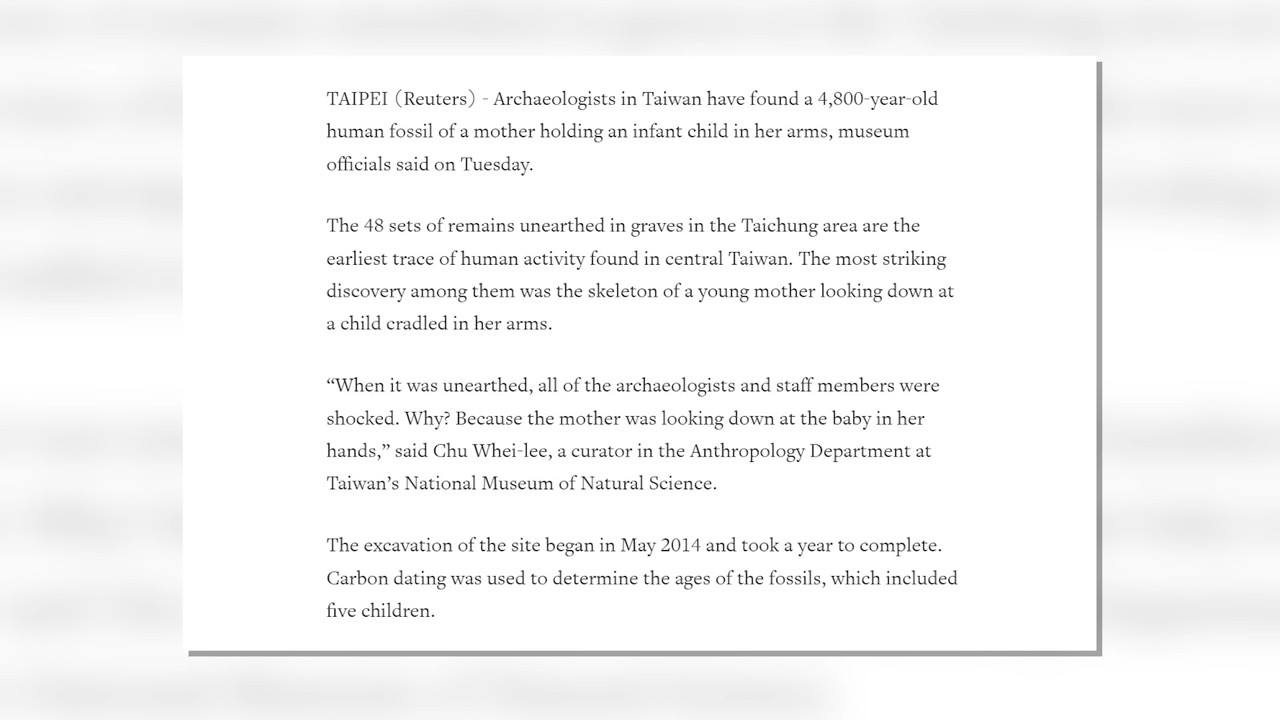 TAIPEI (Reuters) - Archaeologists in Taiwan have found a 4,800-year-old
human fossil of a mother holding an infant child in her arms, museum
officials said on Tuesday.
The 48 sets of remains unearthed in graves in the Taichung area are the
earliest trace of human activity found in central Taiwan. The most striking
discovery among them was the skeleton of a young mother looking down at
a child cradled in her arms.
“When it was unearthed, all of the archaeologists and staff members were
shocked. Why? Because the mother was looking down at the baby in her
hands,” said Chu Whei-lee, a curator in the Anthropology Department at
Taiwan’s National Museum of Natural Science.
The excavation of the site began in May 2014 and took a year to complete.
Carbon dating was used to determine the ages of the fossils, which included
five children.